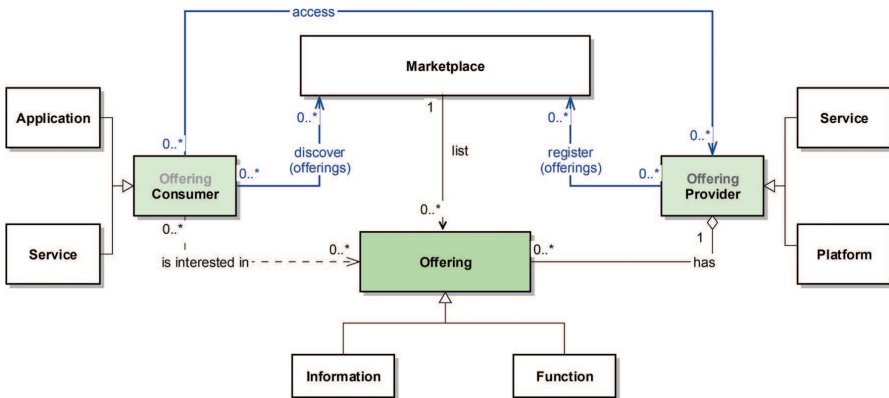 access
Marketplace
Application
Service
1
0..*
0..*
0..*
0..*
list
discover
(offerings)
register
(offerings)
0..*
0..*
Offering
Consumer
Offering
Provider
Service
Platform
0..*
0..*
0..*
0..*
1
is interested in
Offering
has
Information
Function